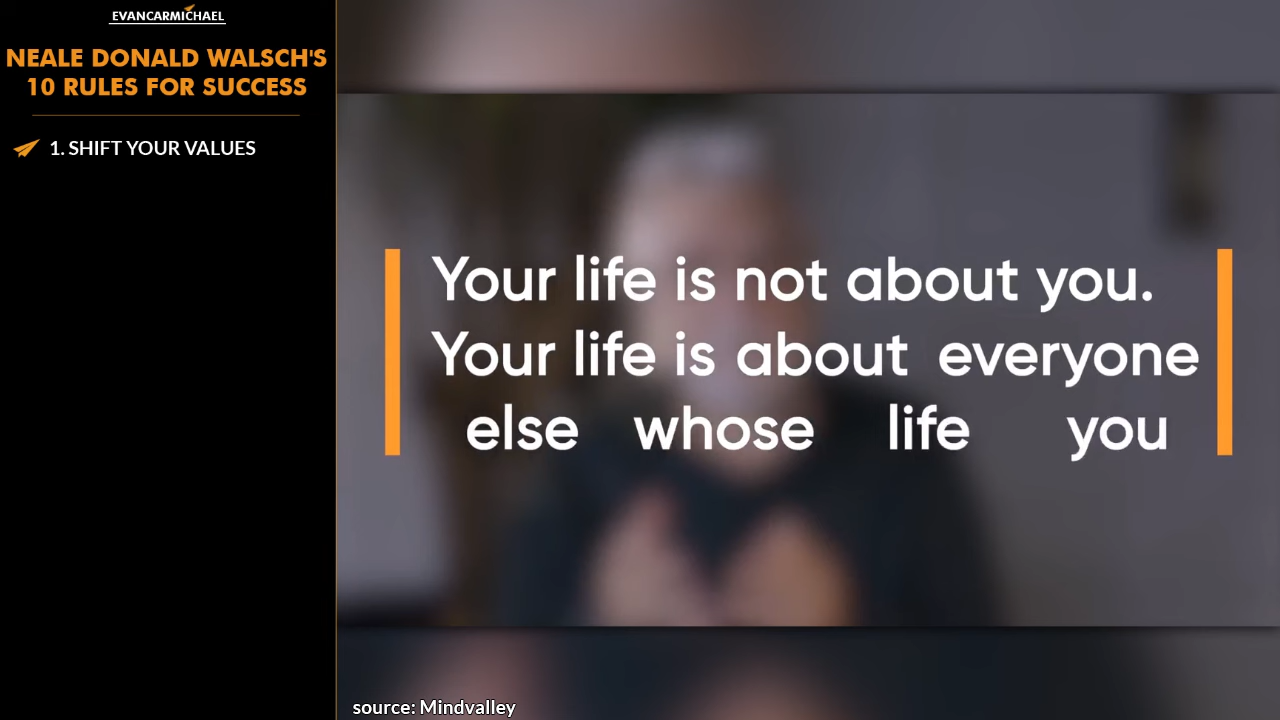 EVANCARMICHAEL
NEALE DONALD WALSCH'S
10 RULES FOR SUCCESS
1. SHIFT YOUR VALUES
Your life is not about you.
Your life is about everyone
else whose life you
source: Mindvalley